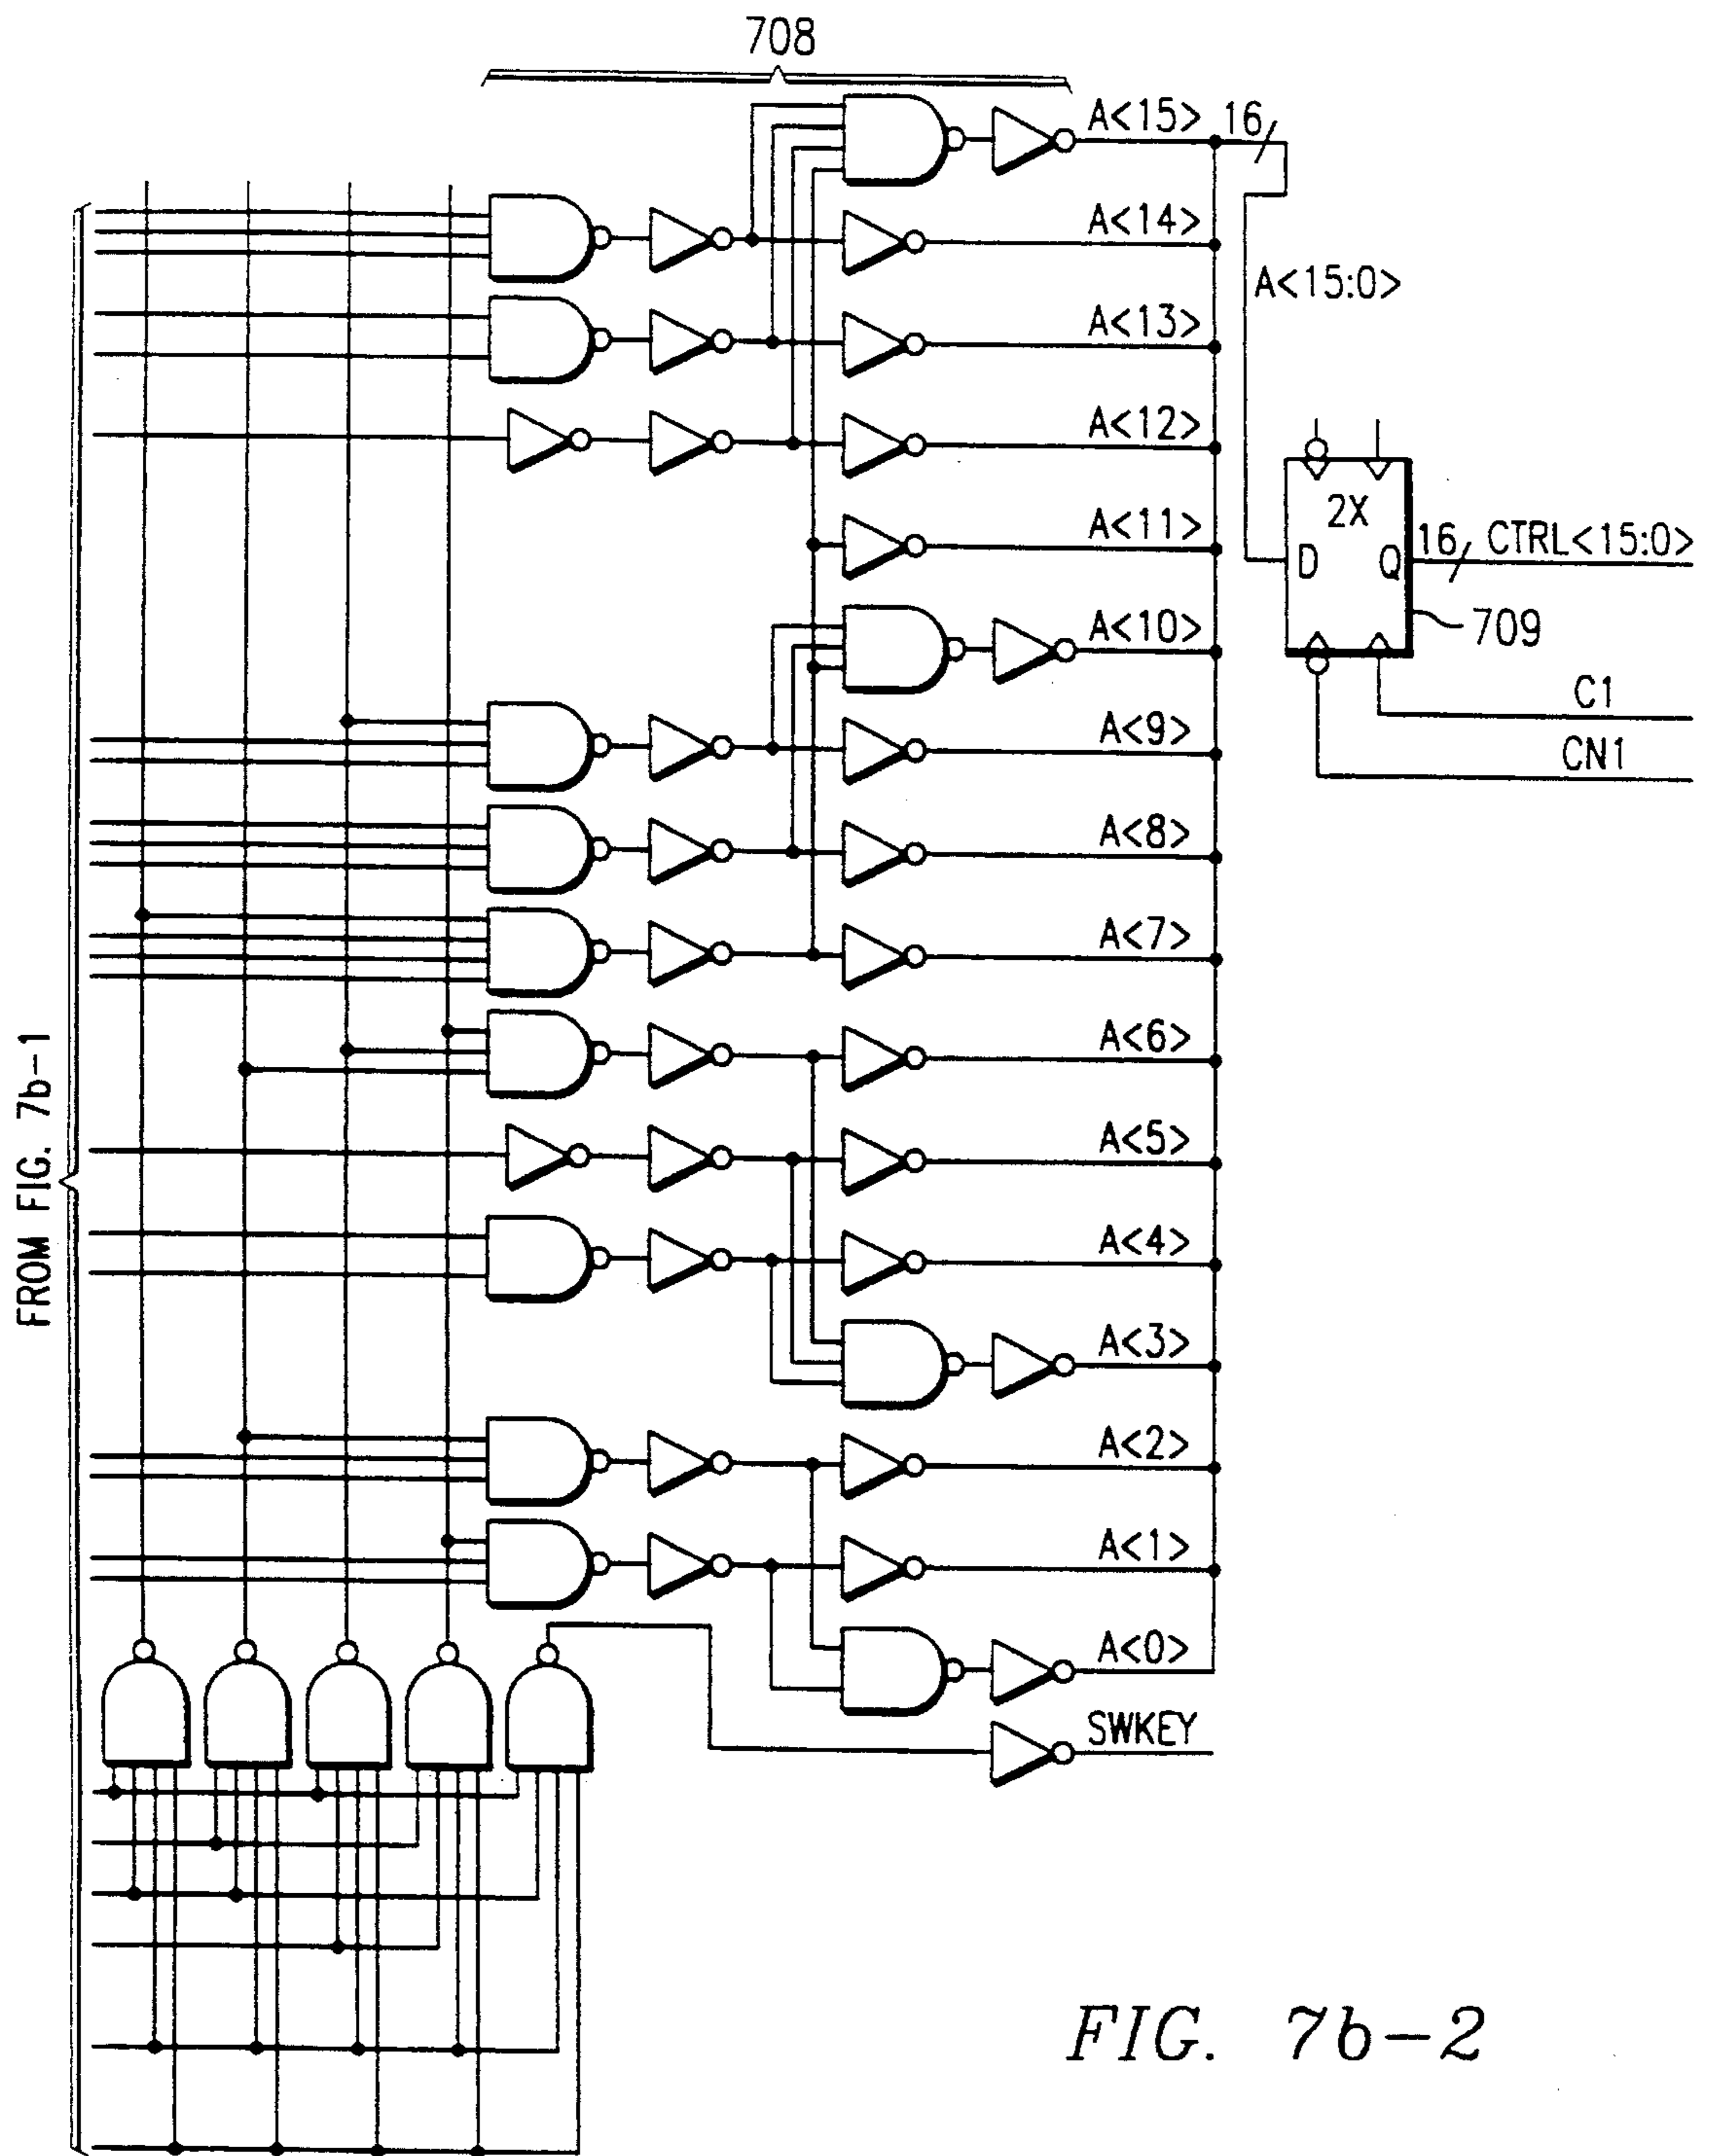 708
A<15>
16
A<14>
A<15:0>
A<13>
A<12>
A<11>
2X
D
Q
16
CTRL<15:0>
709
A<10>
C1
A<9>
CN1
A<8>
A<7>
A<6>
FROM FIG. 7b-1
A<5>
A<4>
A<3>
A<2>
A<1>
A<0>
SWKEY
FIG. 7b-2